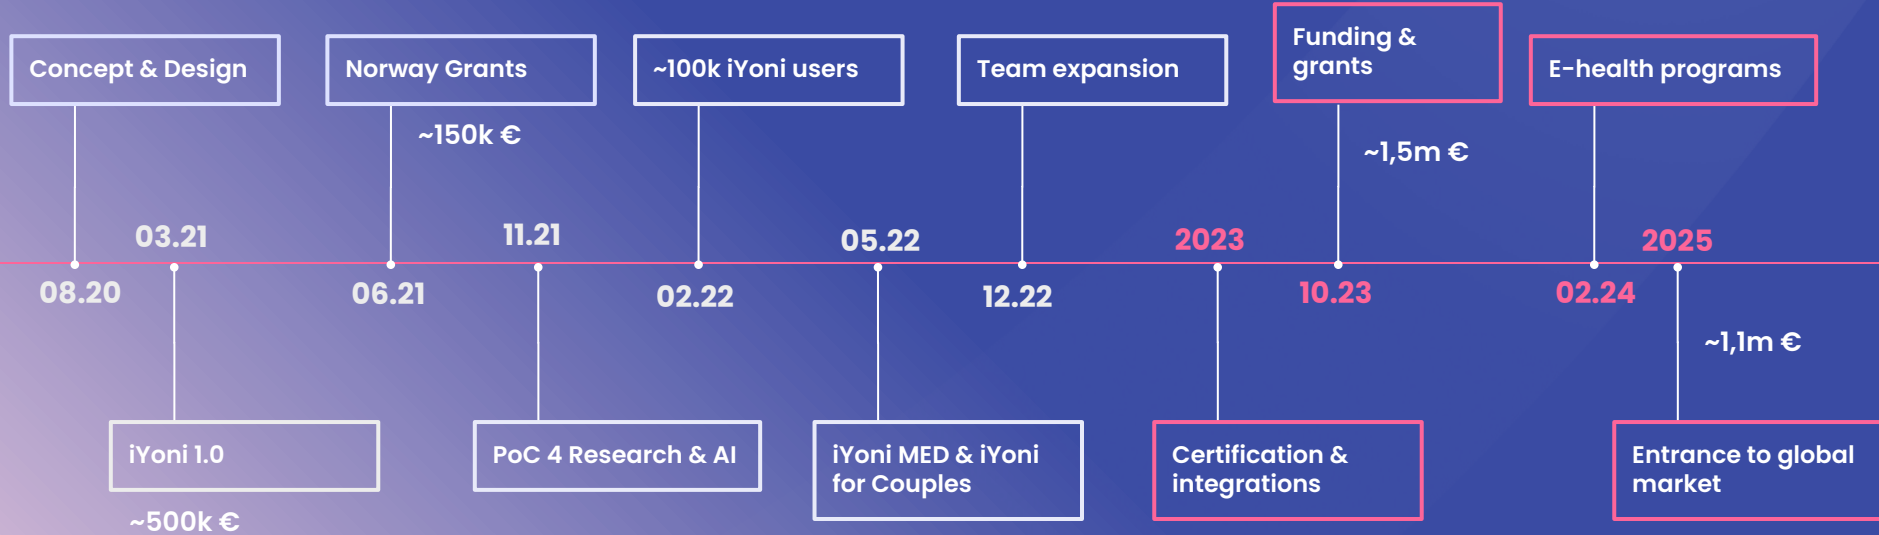 Concept & Design
Norway Grants
~100k iYoni users
Team expansion
Funding &
grants
E-health programs
~150k €
~1,5m €
03.21
11.21
05.22
2023
2025
08.20
06.21
02.22
12.22
10.23
02.24
~1,1m €
iYoni 1.0
PoC 4 Research & AI
iYoni MED & iYoni
for Couples
Certification &
integrations
Entrance to global
market
~500k €